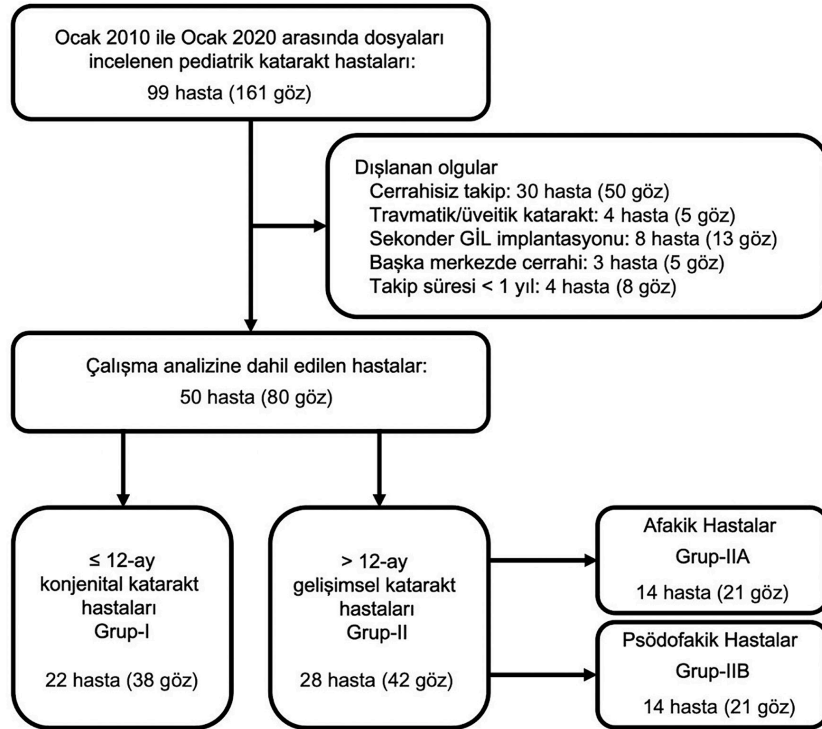 Ocak 2010 ile Ocak 2020 arasında dosyaları
incelenen pediatrik katarakt hastaları:
99 hasta (161 göz)
Dışlanan olgular
Cerrahisiz takip: 30 hasta (50 göz)
Travmatik/üveitik katarakt: 4 hasta (5 göz)
Sekonder GİL implantasyonu: 8 hasta (13 göz)
Başka merkezde cerrahi: 3 hasta (5 göz)
Takip süresi < 1 yıl: 4 hasta (8 göz)
Çalışma analizine dahil edilen hastalar:
50 hasta (80 göz)
≤ 12-ay
konjenital katarakt
hastaları
Grup-I
22 hasta (38 göz)
> 12-ay
gelişimsel katarakt
hastaları
Grup-II
28 hasta (42 göz)
Afakik Hastalar
Grup-IIA
14 hasta (21 göz)
Psödofakik Hastalar
Grup-IIB
14 hasta (21 göz)